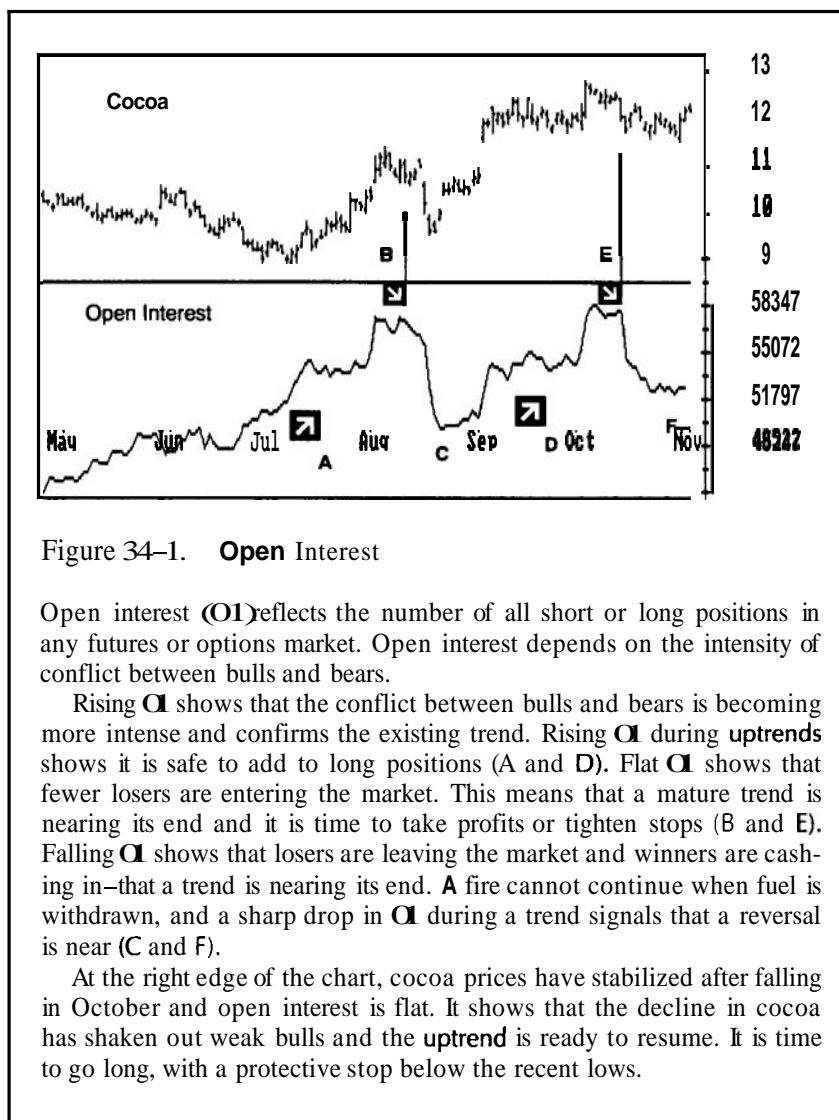 Cocoa
13
12
11
10
9
B
E
Open Interest
58347
55072
51797
F
May Jun Jul Aug Sep Oct Nov
A C D
Figure 34–1. Open Interest
Open interest (O1)reflects the number of all short or long positions in
any futures or options market. Open interest depends on the intensity of
conflict between bulls and bears.
Rising O1 shows that the conflict between bulls and bears is becoming
more intense and confirms the existing trend. Rising O1 during uptrends
shows it is safe to add to long positions (A and D). Flat O1 shows that
fewer losers are entering the market. This means that a mature trend is
nearing its end and it is time to take profits or tighten stops (B and E).
Falling O1 shows that losers are leaving the market and winners are cash-
ing in–that a trend is nearing its end. A fire cannot continue when fuel is
withdrawn, and a sharp drop in O1 during a trend signals that a reversal
is near (C and F).
At the right edge of the chart, cocoa prices have stabilized after falling
in October and open interest is flat. It shows that the decline in cocoa
has shaken out weak bulls and the uptrend is ready to resume. It is time
to go long, with a protective stop below the recent lows.